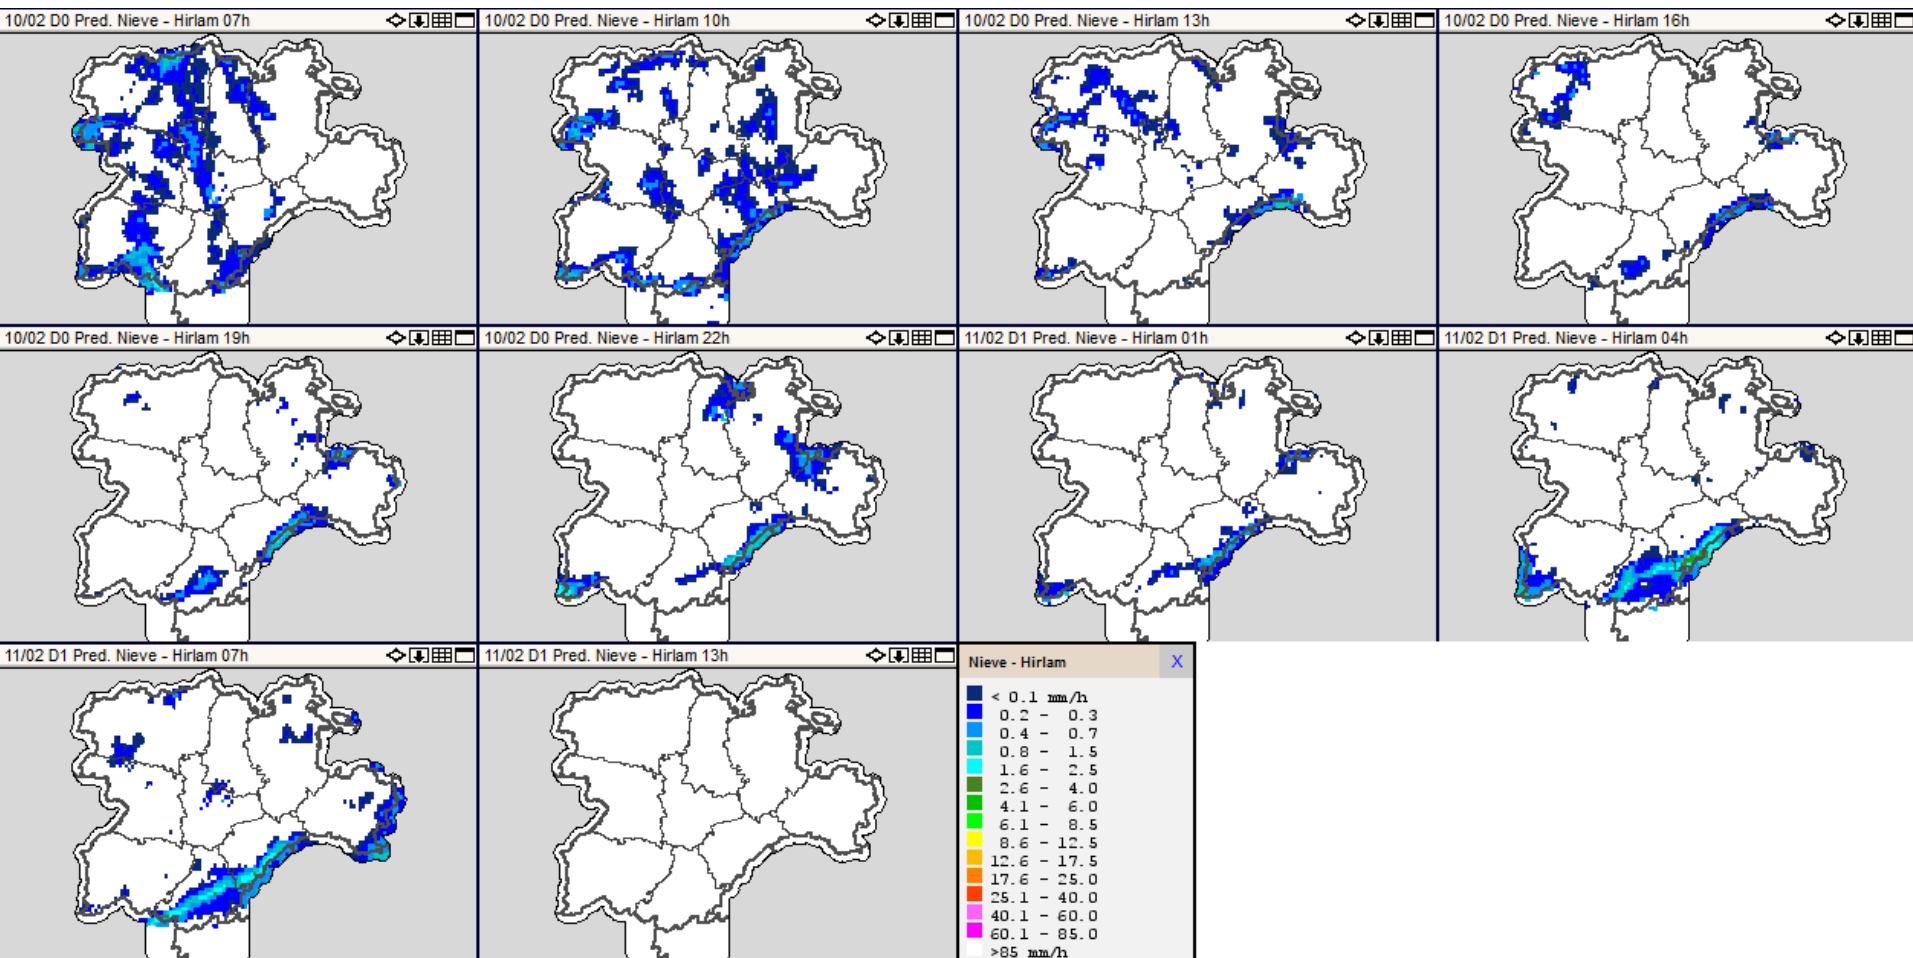 10/02 D0 Pred. Nieve - Hirlam 07h
10/02 D0 Pred. Nieve - Hirlam 10h
10/02 D0 Pred. Nieve - Hirlam 13h
10/02 D0 Pred. Nieve - Hirlam 16h
10/02 D0 Pred. Nieve - Hirlam 19h
10/02 D0 Pred. Nieve - Hirlam 22h
11/02 D1 Pred. Nieve - Hirlam 01h
11/02 D1 Pred. Nieve - Hirlam 04h
11/02 D1 Pred. Nieve - Hirlam 07h
11/02 D1 Pred. Nieve - Hirlam 13h
Nieve - Hirlam X
< 0.1 mm/h
0.2 - 0.3
0.4 - 0.7
0.8 - 1.5
1.6 - 2.5
2.6 - 4.0
4.1 - 6.0
6.1 - 8.5
8.6 - 12.5
12.6 - 17.5
17.6 - 25.0
25.1 - 40.0
40.1 - 60.0
60.1 - 85.0
>85 mm/h